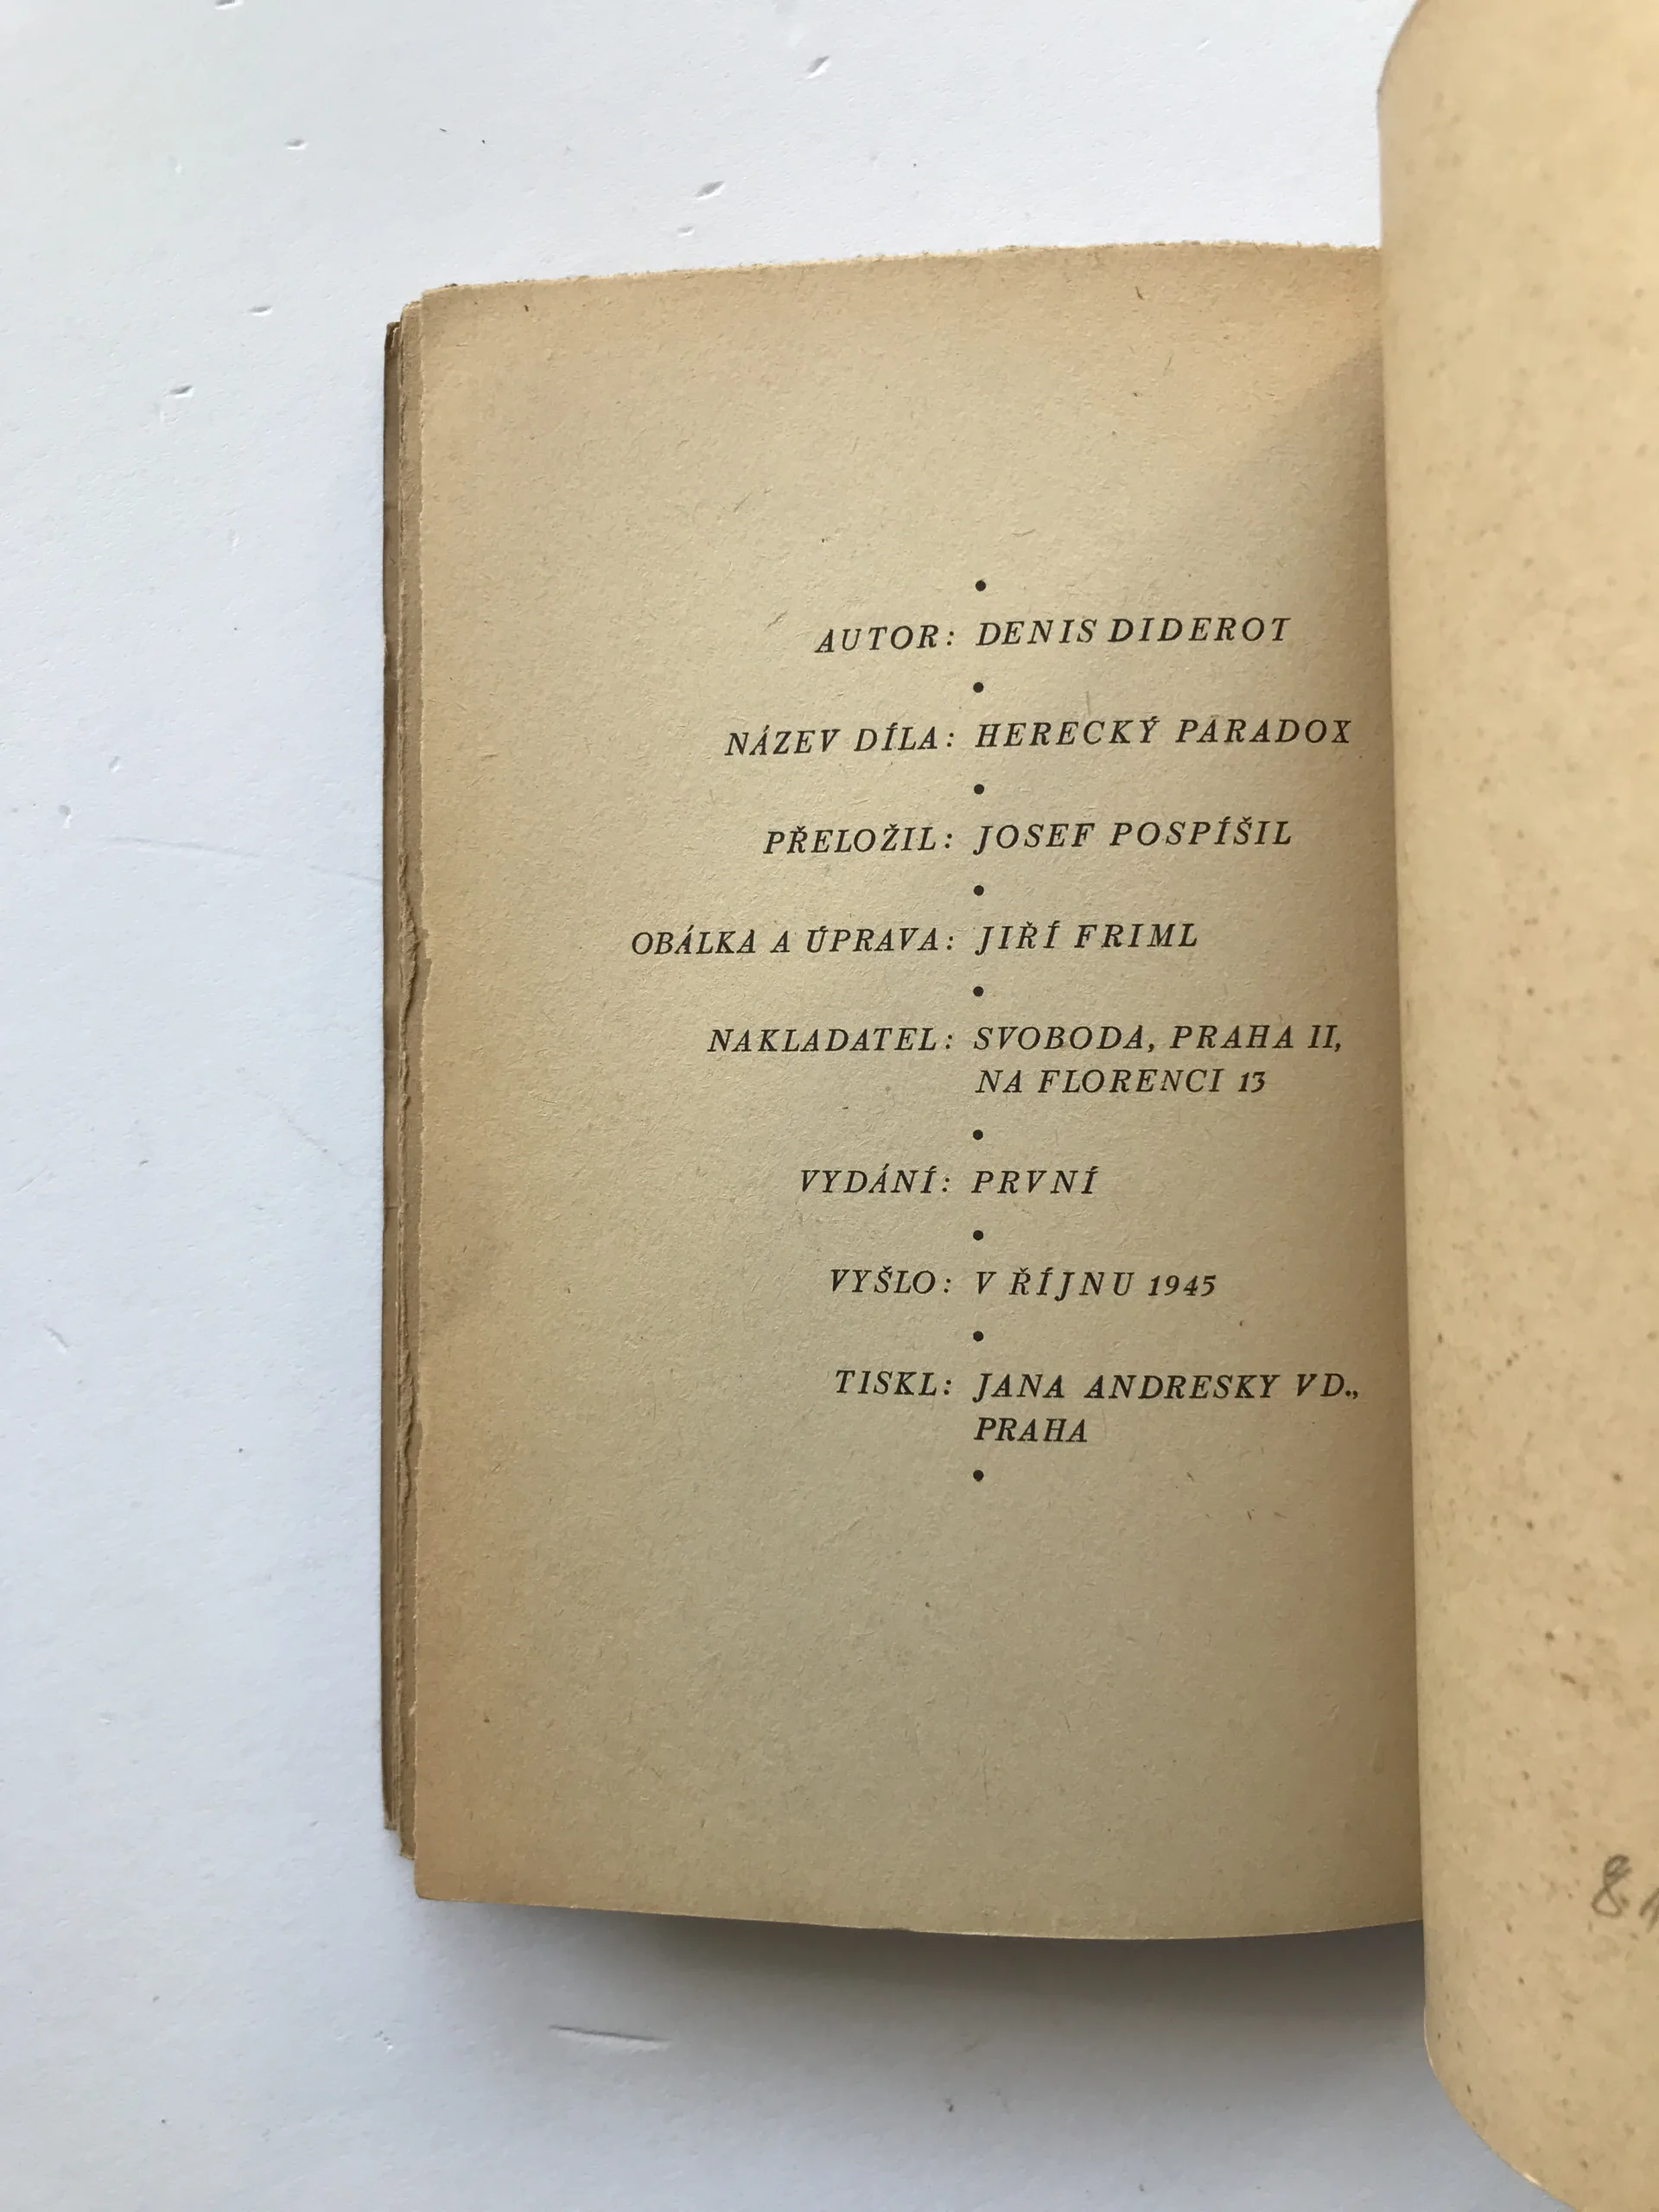 AUTOR: DENIS DIDEROT
NÁZEV DÍLA: HERECKÝ PARADOX
PŘELOŽIL: JOSEF POSPÍŠIL
OBÁLKA A ÚPRAVA: JIŘÍ FRIML
NAKLADATEL: SVOBODA, PRAHA II,
NA FLORENCI 13
VYDÁNÍ: PRVNÍ
VYŠLO: V ŘÍJNU 1945
TISKL: JANA ANDRESKY VD.,
PRAHA